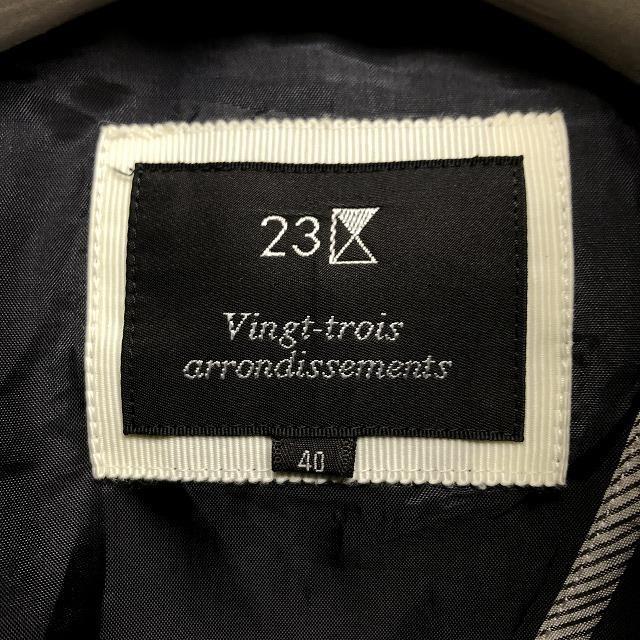 23区
Vingt-trois
arrondissements
40